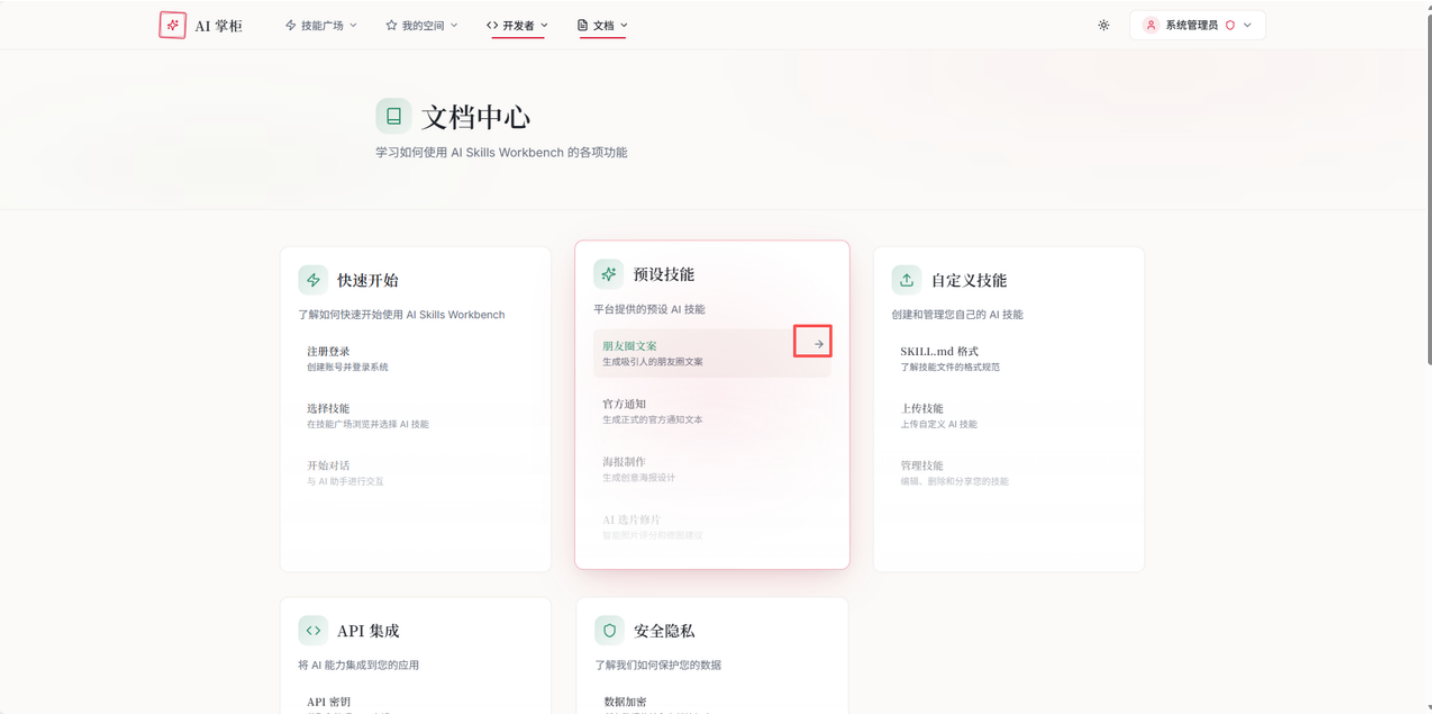 AI 掌柜
技能广场
我的空间
<> 开发者
文档
系统管理员
文档中心
学习如何使用 AI Skills Workbench 的各项功能
快速开始
了解如何快速开始使用 AI Skills Workbench
注册登录
创建账号并登录系统
选择技能
在技能广场浏览并选择 AI 技能
开始对话
与 AI 助手进行交互
预设技能
平台提供的预设 AI 技能
朋友圈文案
生成吸引人的朋友圈文案
官方通知
生成正式的官方通知文本
海报制作
生成创意海报设计
AI 选片修片
智能照片评分和修图建议
自定义技能
创建和管理您自己的 AI 技能
SKILL.md 格式
了解技能文件的格式规范
上传技能
上传自定义 AI 技能
管理技能
编辑、删除和分享您的技能
API 集成
将 AI 能力集成到您的应用
API 密钥
安全隐私
了解我们如何保护您的数据
数据加密